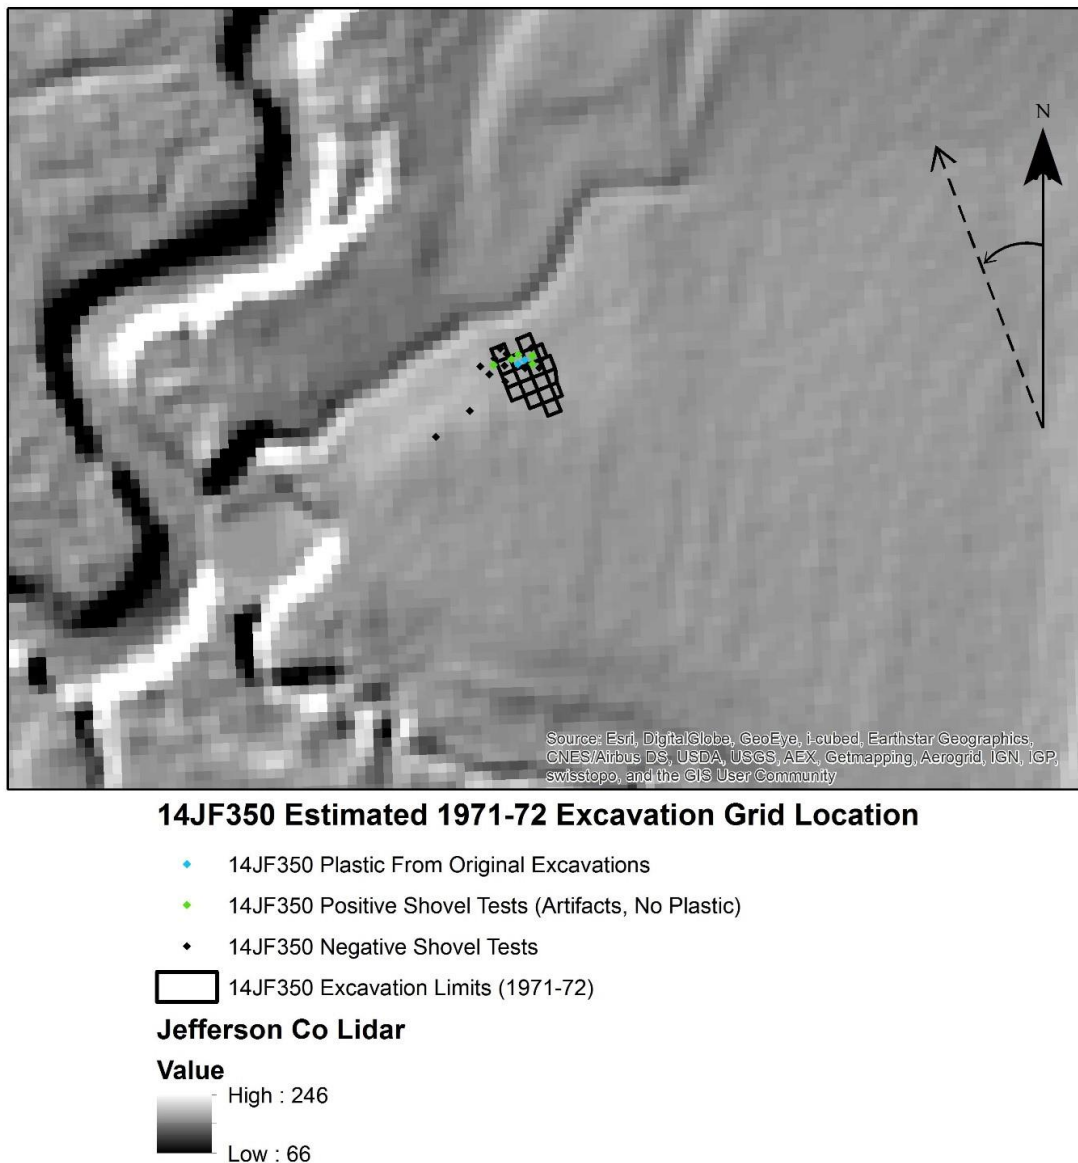 N
Source: Esri, DigitalGlobe, GeoEye, i-cubed, Earthstar Geographics,
CNES/Airbus DS, USDA, USGS, AEX, Getmapping, Aerogrid, IGN, IGP,
swisstopo, and the GIS User Community
14JF350 Estimated 1971-72 Excavation Grid Location
14JF350 Plastic From Original Excavations
14JF350 Positive Shovel Tests (Artifacts, No Plastic)
14JF350 Negative Shovel Tests
14JF350 Excavation Limits (1971-72)
Jefferson Co Lidar
Value
High : 246
Low : 66